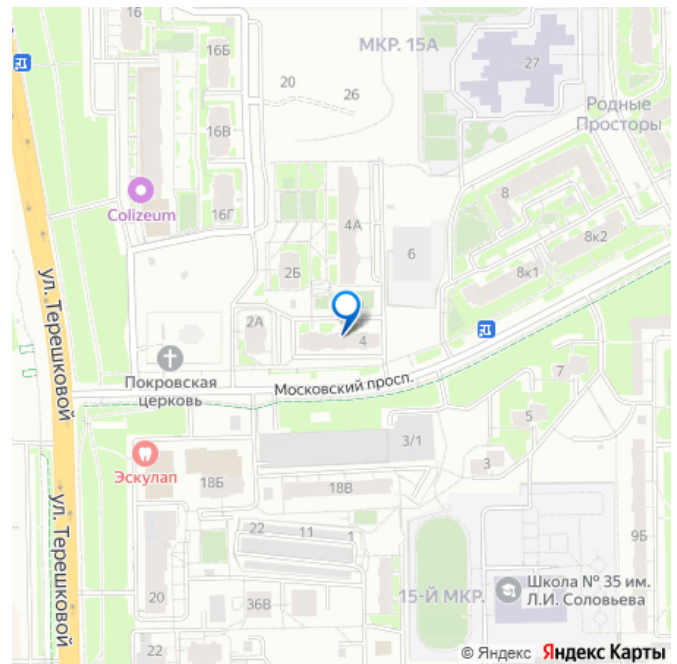 16
16Б
МКР. 15А
27
20
26
Родные
Просторы
16В
Colizeum
16Г
4А
8
8к2
6
8к1
2Б
ул. Терешковой
2А
4
Покровская
церковь
Московский просп.
7
5
3/1
3
Эскулап
18Б
18В
ул. Терешковой
22
11
1
9Б
20
36В
15-Й МКР.
Школа № 35 им.
Л.И. Соловьева
22
© Яндекс Яндекс Карты